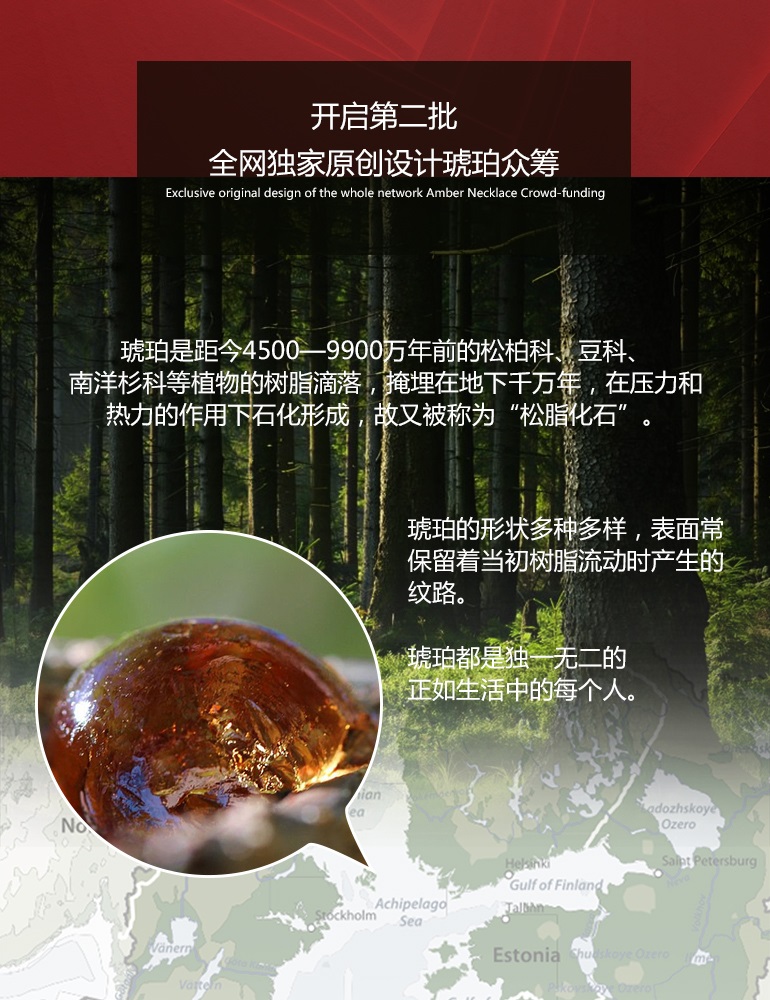 开启第二批
全网独家原创设计琥珀众筹
Exclusive original design of the whole network Amber Necklace Crowd-funding
琥珀是距今4500—9900万年前的松柏科、豆科、
南洋杉科等植物的树脂滴落，掩埋在地下千万年，在压力和
热力的作用下石化形成，故又被称为“松脂化石”。
琥珀的形状多种多样，表面常
保留着当初树脂流动时产生的
纹路。
琥珀都是独一无二的
正如生活中的每个人。
Ladozhskoye
Ozero
Helsinki
Saint Petersburg
Gulf of Finland
Archipelago
Sea
Stockholm
Tallinn
Vänern
Estonia
Chudskoye Ozero
Vättern
Pskovskoye Ozero